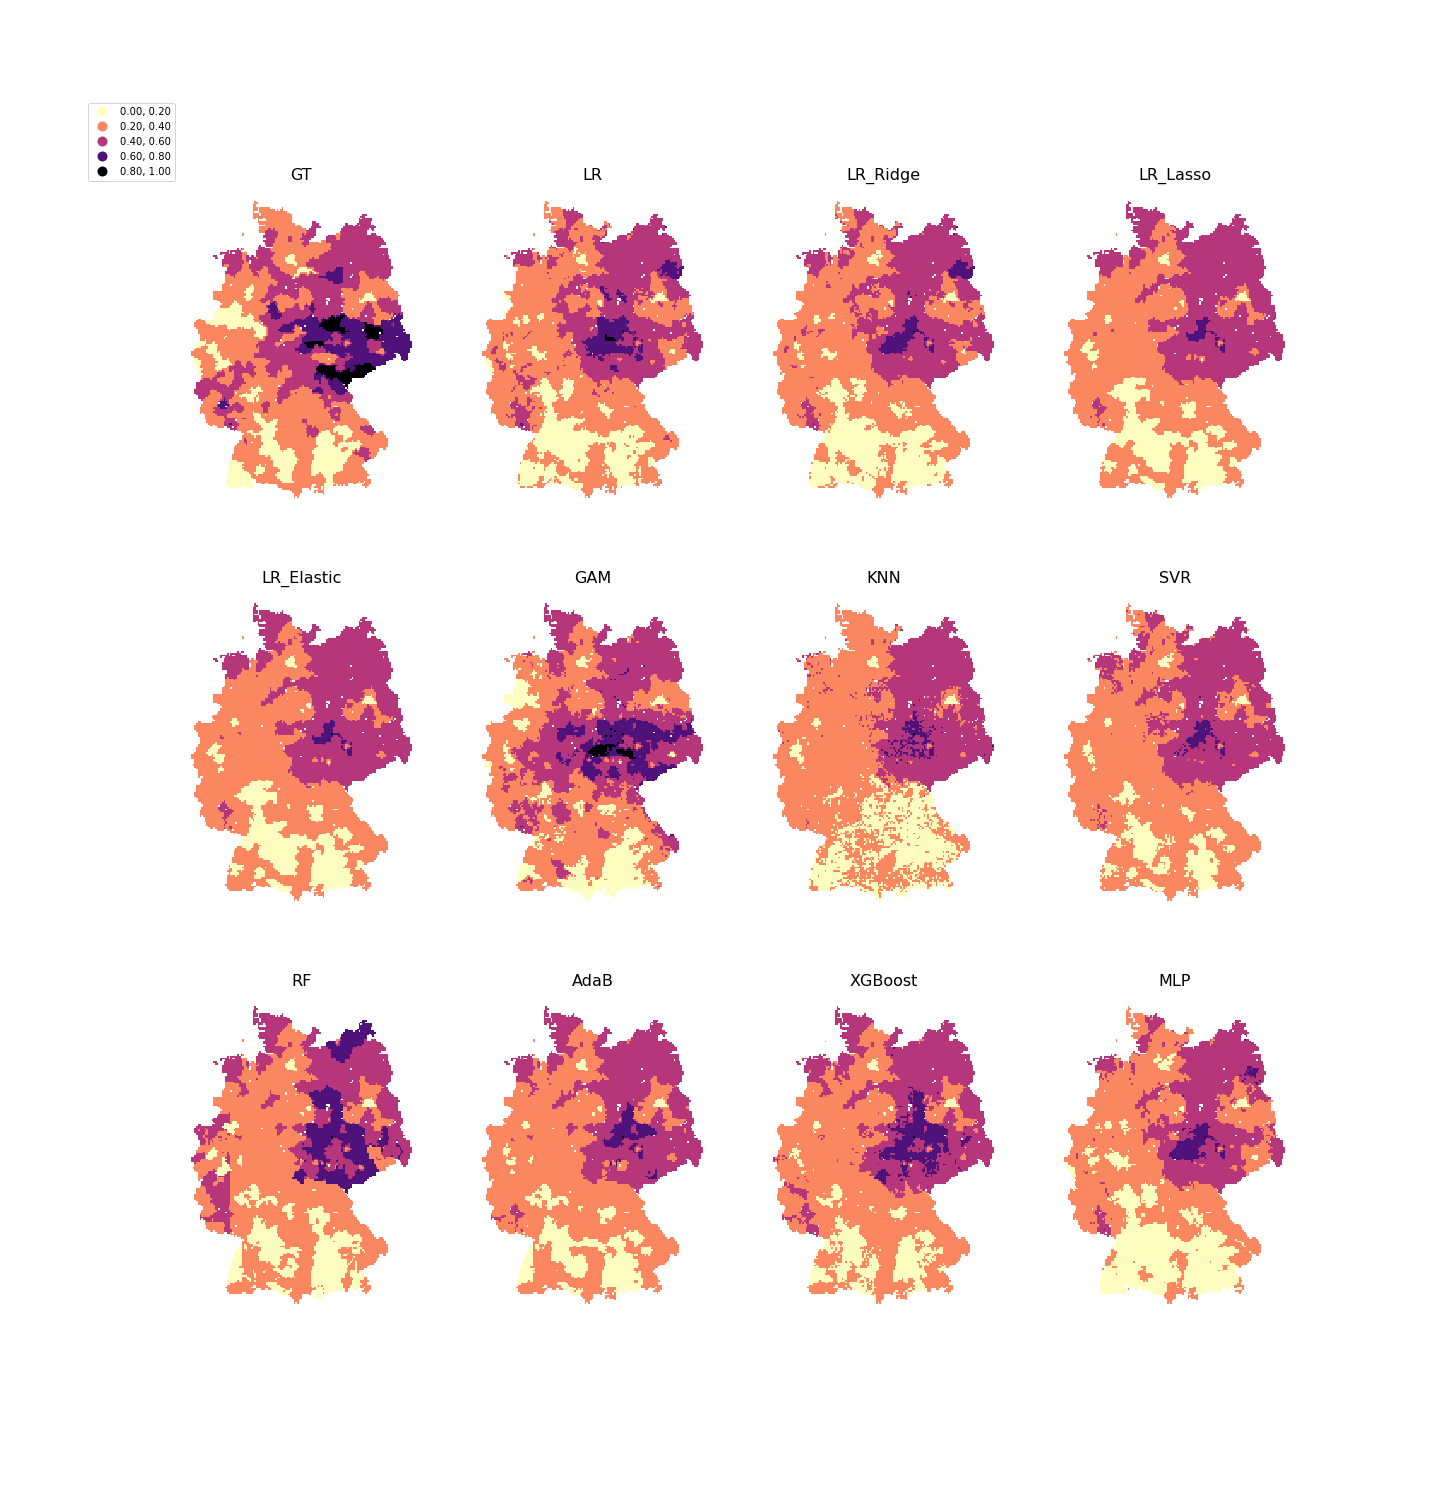 0.00, 0.20
0.20, 0.40
0.40, 0.60
0.60, 0.80
0.80, 1.00
GT
LR
LR_Ridge
LR_Lasso
LR_Elastic
GAM
KNN
SVR
RF
AdaB
XGBoost
MLP